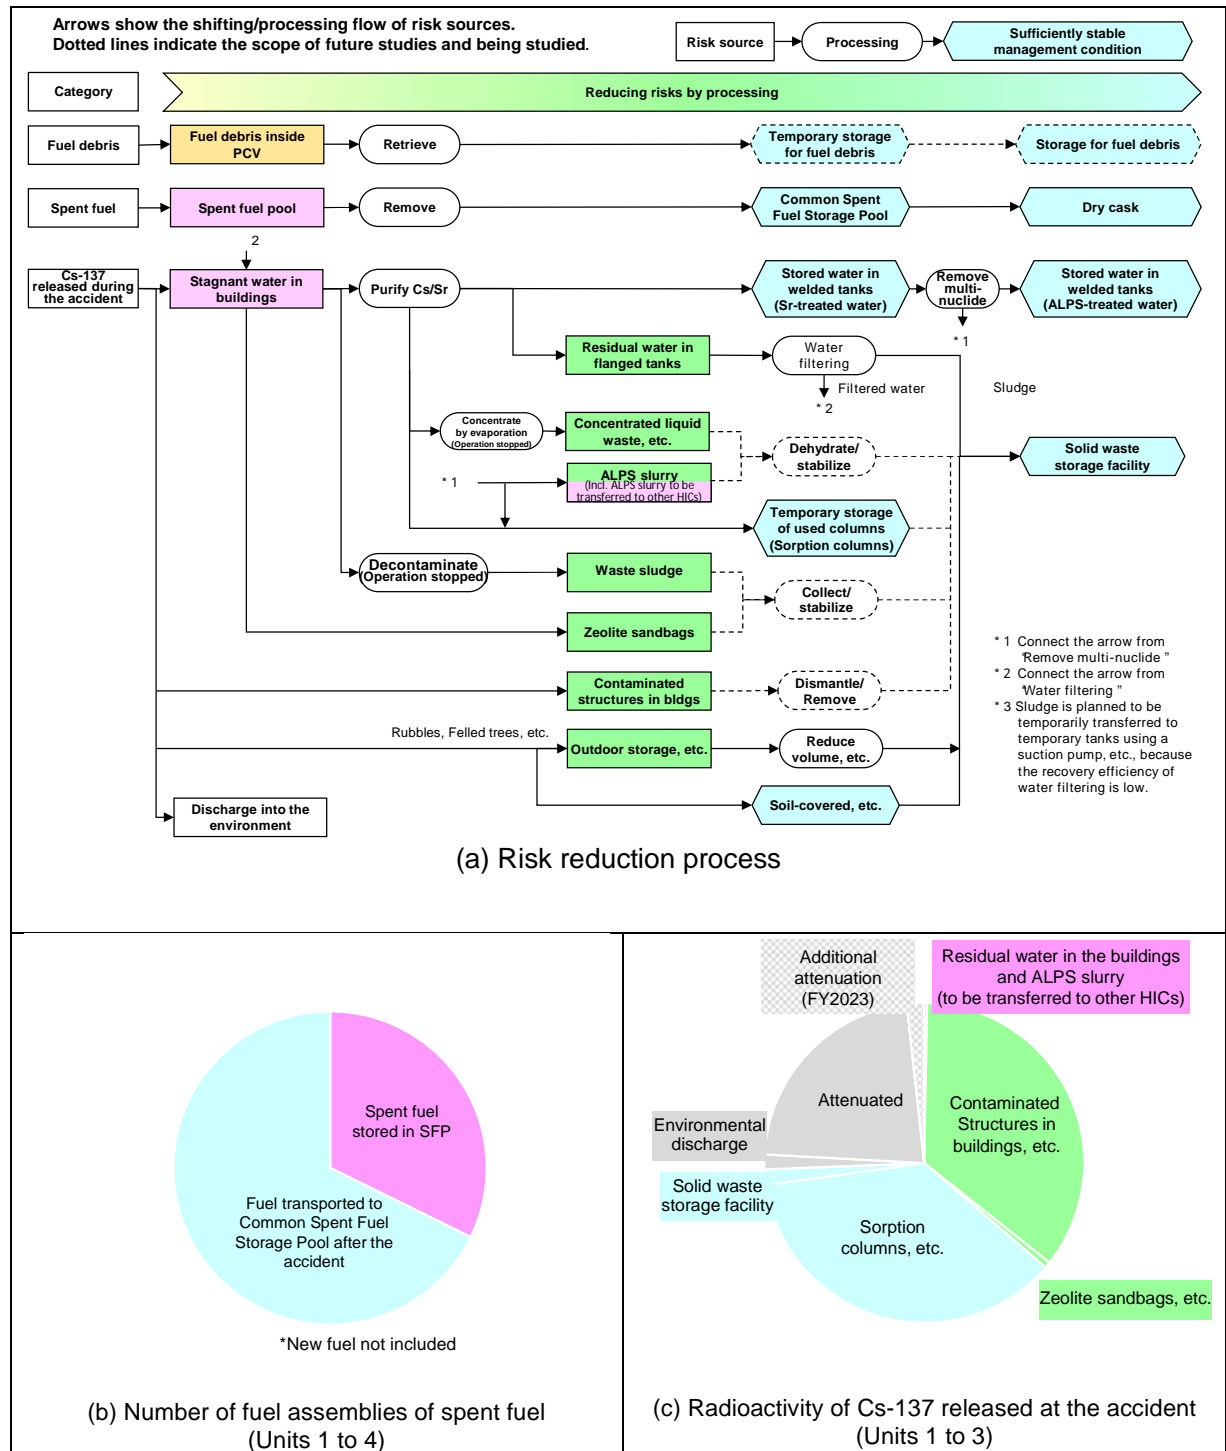 Arrows show the shifting/processing flow of risk sources.
Dotted lines indicate the scope of future studies and being studied.
Risk source
Processing
Sufficiently stable
management condition
Category
Reducing risks by processing
Fuel debris
Fuel debris inside
PCV
Retrieve
Temporary storage
for fuel debris
Storage for fuel debris
Spent fuel
Spent fuel pool
Remove
Common Spent
Fuel Storage Pool
Dry cask
2
Cs-137
released during
the accident
Stagnant water in
buildings
Purify Cs/Sr
Stored water in
welded tanks
(Sr-treated water)
Remove
multi-
nuclide
Stored water in
welded tanks
(ALPS-treated water)
* 1
Residual water in
flanged tanks
Water
filtering
Filtered water
Sludge
* 2
Concentrate
by evaporation
(Operation stopped)
Concentrated liquid
waste, etc.
Dehydrate/
stabilize
Solid waste
storage facility
* 1
ALPS slurry
(Incl. ALPS slurry to be
transferred to other HICs)
Temporary storage
of used columns
(Sorption columns)
Decontaminate
(Operation stopped)
Waste sludge
Collect/
stabilize
Zeolite sandbags
Contaminated
structures in bldgs
Dismantle/
Remove
Rubbles, Felled trees, etc.
Outdoor storage, etc.
Reduce
volume, etc.
Soil-covered, etc.
Discharge into the
environment
* 1 Connect the arrow from
"Remove multi-nuclide ”
* 2 Connect the arrow from
"Water filtering ”
* 3 Sludge is planned to be
temporarily transferred to
temporary tanks using a
suction pump, etc., because
the recovery efficiency of
water filtering is low.
(a) Risk reduction process
Spent fuel
stored in SFP
Fuel transported to
Common Spent Fuel
Storage Pool after the
accident
*New fuel not included
(b) Number of fuel assemblies of spent fuel
(Units 1 to 4)
Additional
attenuation
(FY2023)
Residual water in the buildings
and ALPS slurry
(to be transferred to other HICs)
Attenuated
Contaminated
Structures in
buildings, etc.
Environmental
discharge
Solid waste
storage facility
Sorption
columns, etc.
Zeolite sandbags, etc.
(c) Radioactivity of Cs-137 released at the accident
(Units 1 to 3)